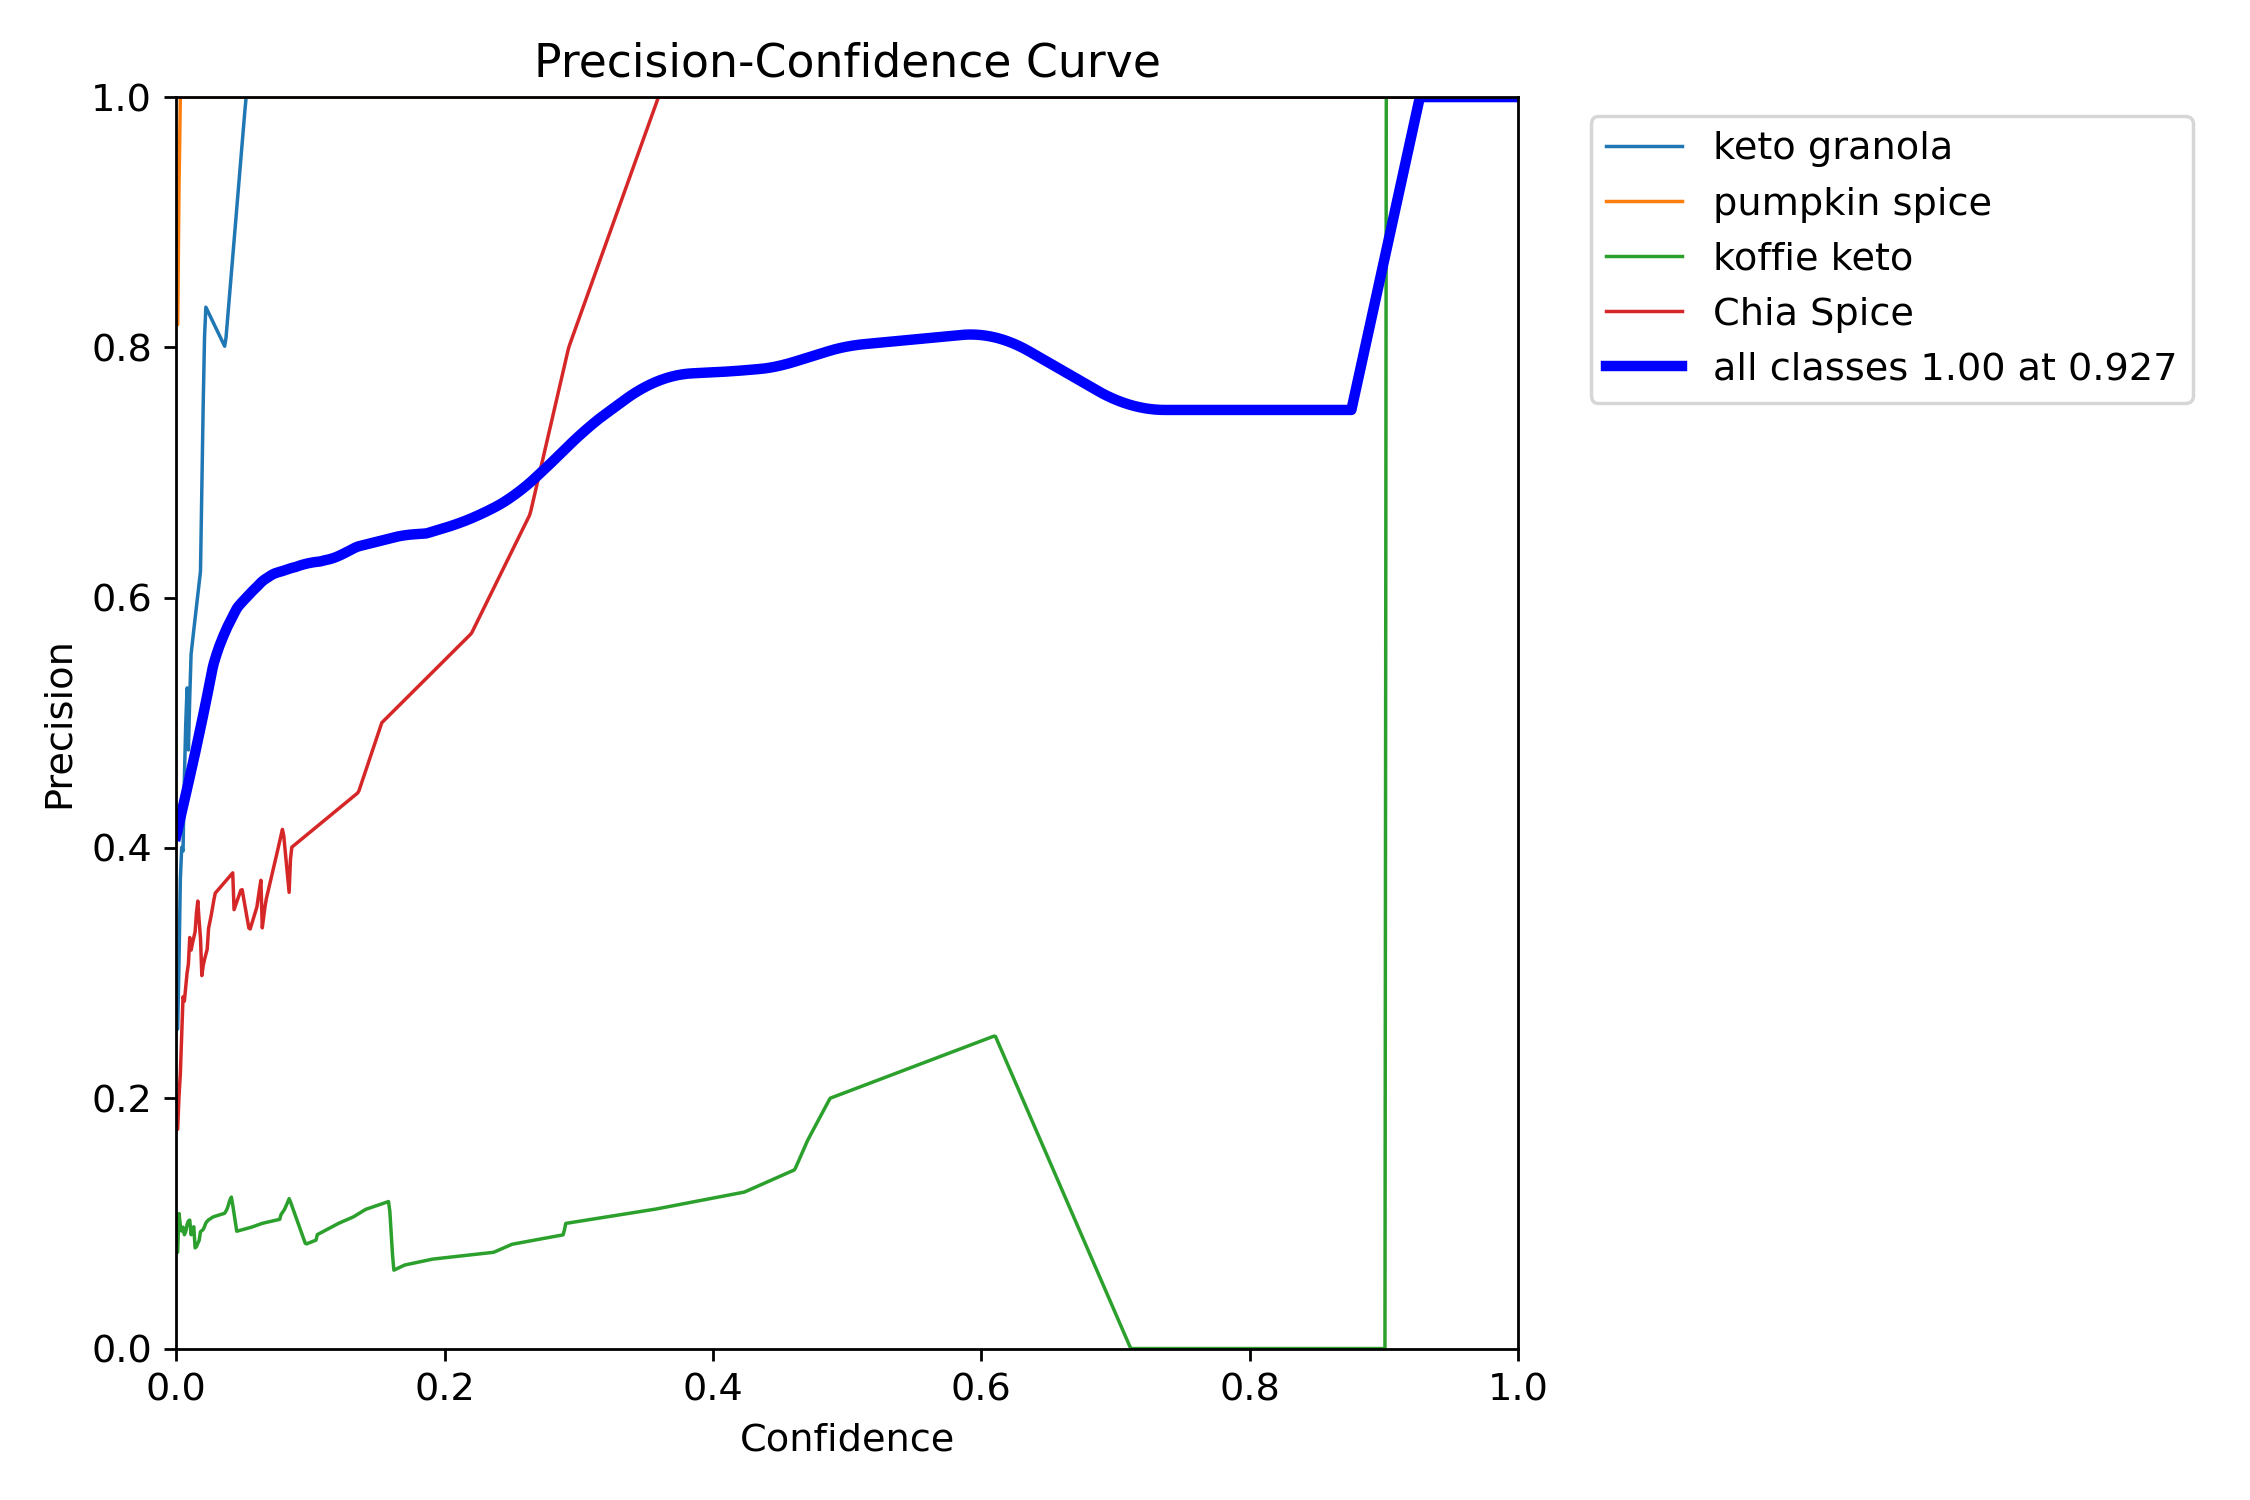 Precision-Confidence Curve
1.0
0.8
0.6
0.4
0.2
0.0
Precision
0.0 0.2 0.4 0.6 0.8 1.0
Confidence
keto granola
pumpkin spice
koffie keto
Chia Spice
all classes 1.00 at 0.927